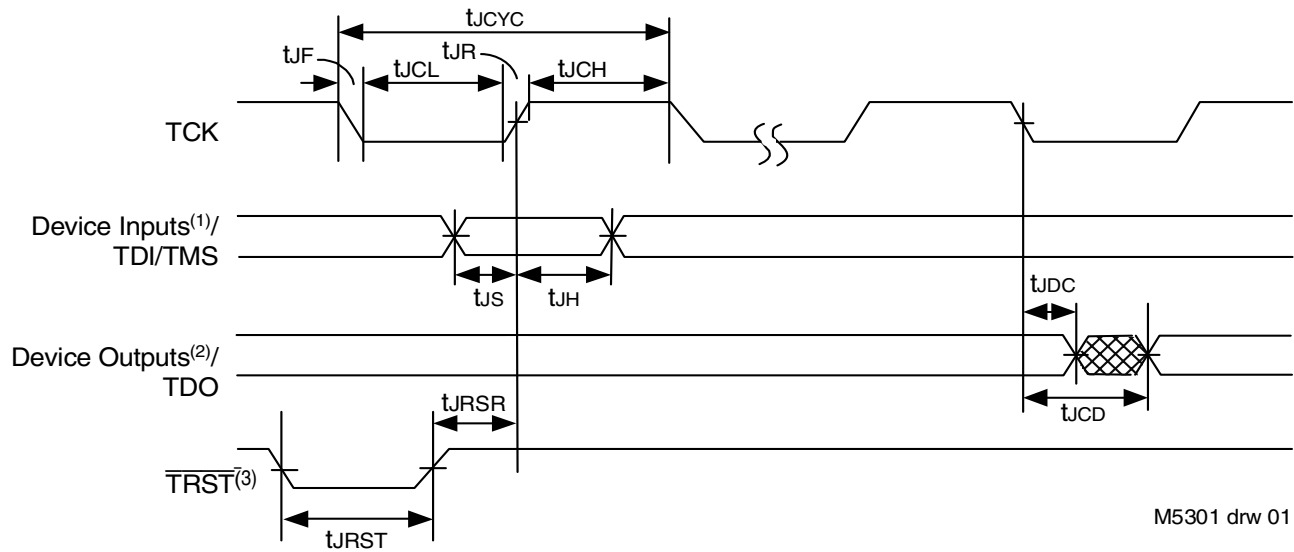 tJCYC
tJF
tJR
tJCL
tJCH
TCK
Device Inputs(1)/
TDI/TMS
tJS
tJH
tJDC
Device Outputs(2)/
TDO
tJRSR
tJCD
TRST(3)
tJRST
M5301 drw 01